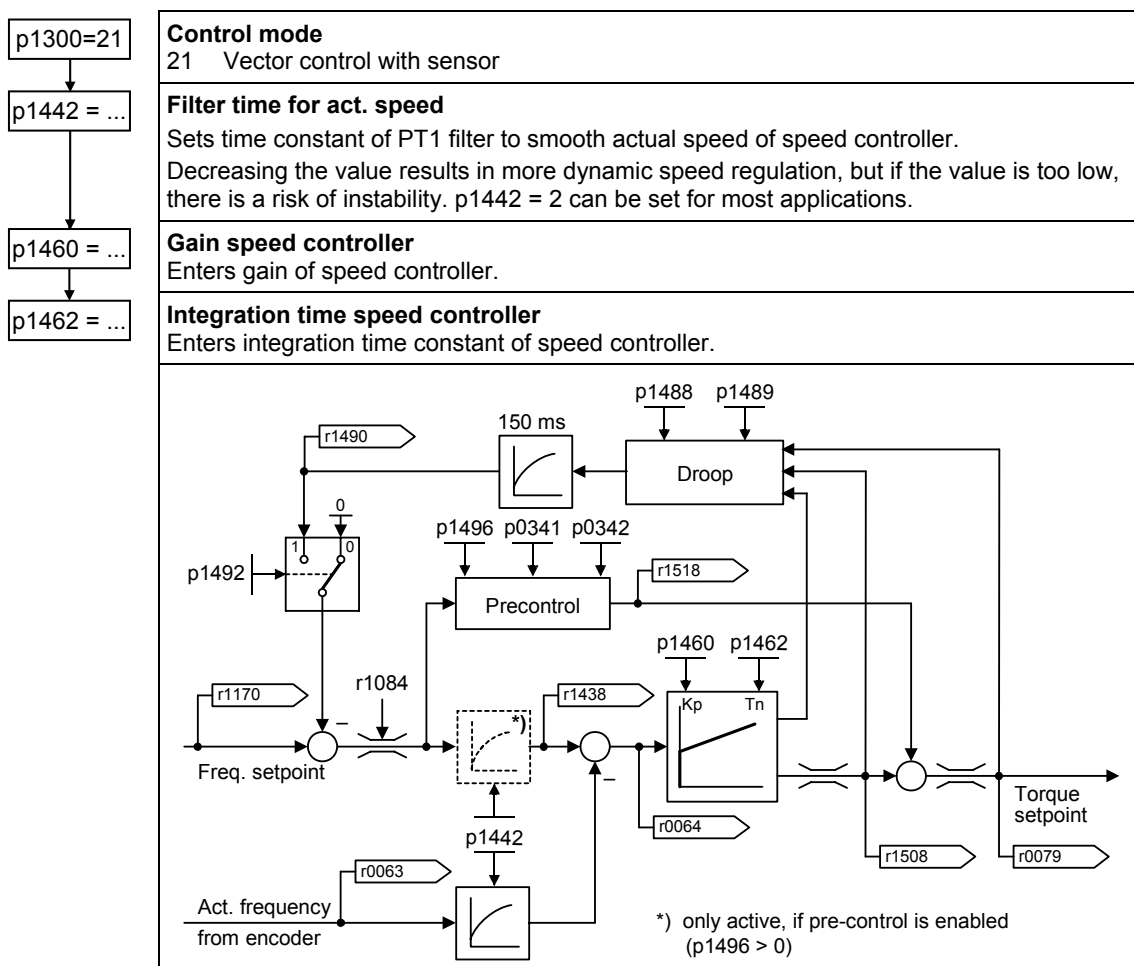 p1300=21
Control mode
21 Vector control with sensor
p1442 = ...
Filter time for act. speed
Sets time constant of PT1 filter to smooth actual speed of speed controller.
Decreasing the value results in more dynamic speed regulation, but if the value is too low,
there is a risk of instability. p1442 = 2 can be set for most applications.
p1460 = ...
Gain speed controller
Enters gain of speed controller.
p1462 = ...
Integration time speed controller
Enters integration time constant of speed controller.
p1488 p1489
150 ms
r1490
Droop
0
p1496 p0341 p0342
1 0
r1518
p1492
Precontrol
p1460 p1462
r1170
r1084
r1438
Kp Tn
*)
–
Freq. setpoint
–
Torque
setpoint
r0064
p1442
r1508
r0079
r0063
Act. frequency
from encoder
*) only active, if pre-control is enabled
(p1496 > 0)